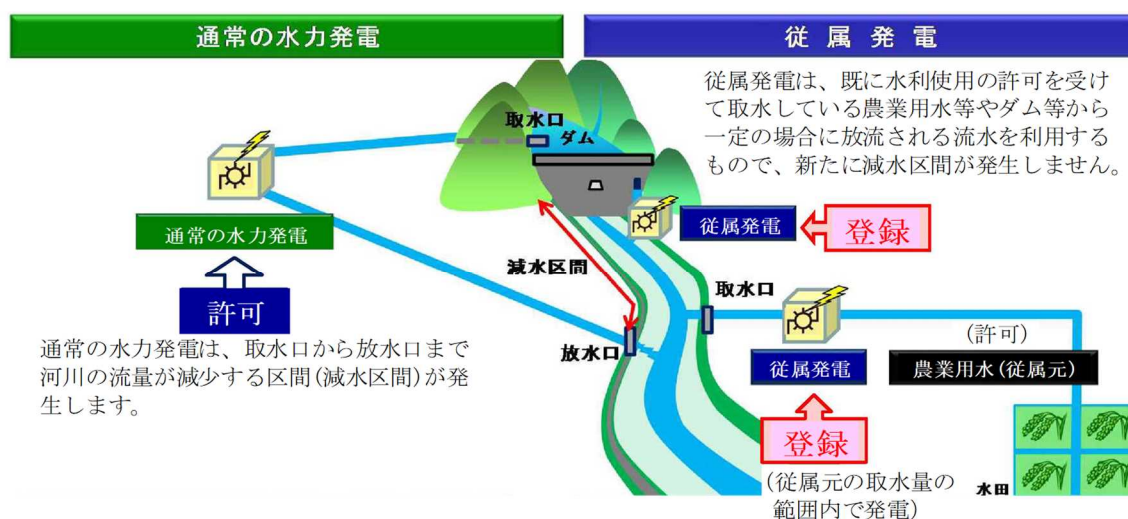 通常の水力発電
従属発電
従属発電は、既に水利使用の許可を受け
て取水している農業用水等やダム等から
一定の場合に放流される流水を利用する
もので、新たに減水区間が発生しません。
取水口
ダム
通常の水力発電
従属発電
登録
減水区間
許可
取水口
通常の水力発電は、取水口から放水口まで
河川の流量が減少する区間(減水区間)が発
生します。
放水口
(許可)
従属発電
農業用水(従属元)
登録
(従属元の取水量の
範囲内で発電)
水田